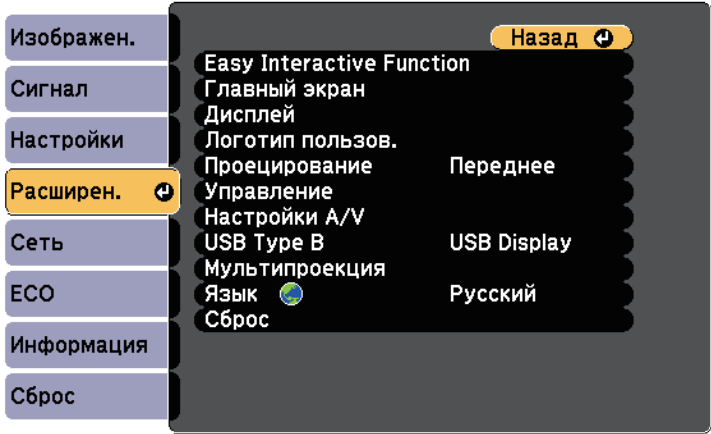 Изображен.
Сигнал
Настройки
Расширен.
Сеть
ECO
Информация
Сброс
Назад
Easy Interactive Function
Главный экран
Дисплей
Логотип пользов.
Проецирование Переднее
Управление
Настройки A/V
USB Type B USB Display
Мультипроекция
Язык Русский
Сброс